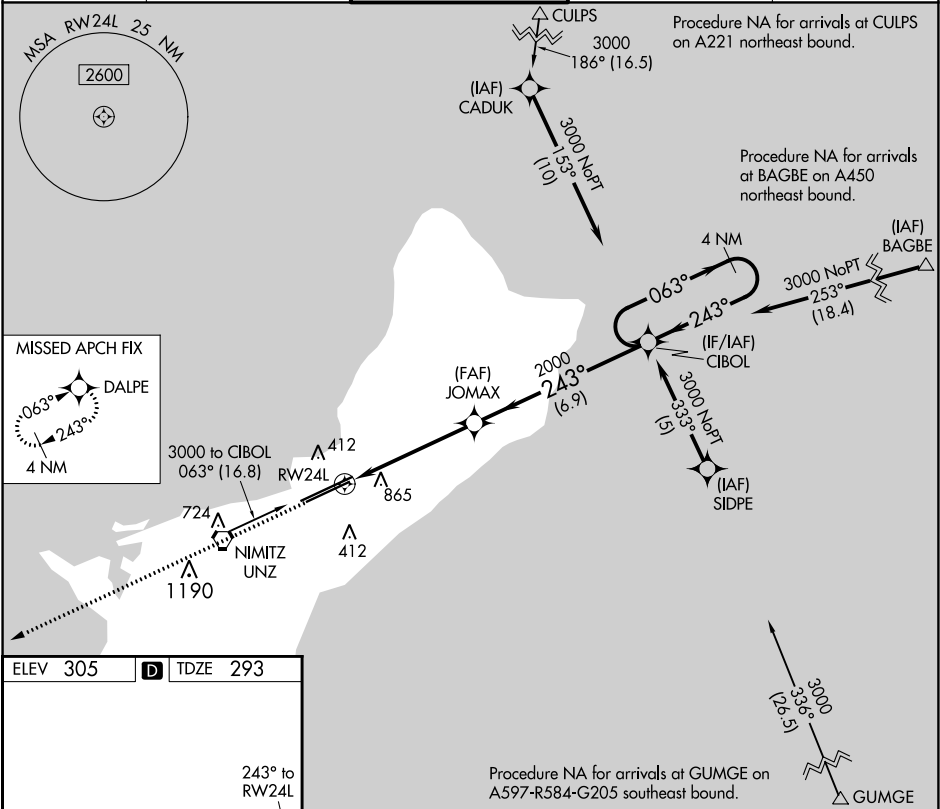 MSA RW24L 25 NM
2600
CULPS
3000
186° (16.5)
(IAF)
CADUK
3000 NoPT
153°
(10)
Procedure NA for arrivals at CULPS
on A221 northeast bound.
Procedure NA for arrivals
at BAGBE on A450
northeast bound.
(IAF)
BAGBE
3000 NoPT
253°
(18.4)
4 NM
063°
243°
(IF/IAF)
CIBOL
2000
243°
(6.9)
(FAF)
JOMAX
3000 NoPT
333°
(5)
(IAF)
SIDPE
MISSED APCH FIX
DALPE
063°
243°
4 NM
3000 to CIBOL
063° (16.8)
412
RW24L
865
724
412
NIMITZ
UNZ
1190
3000
336°
(26.5)
GUMGE
Procedure NA for arrivals at GUMGE on
A597-R584-G205 southeast bound.
ELEV 305 D TDZE 293
243° to
RW24L